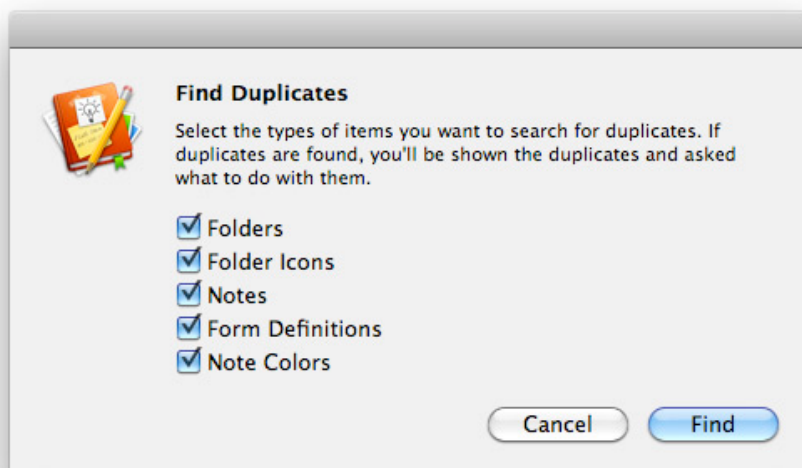 Find Duplicates
Select the types of items you want to search for duplicates. If
duplicates are found, you'll be shown the duplicates and asked
what to do with them.
Folders
Folder Icons
Notes
Form Definitions
Note Colors
Cancel
Find